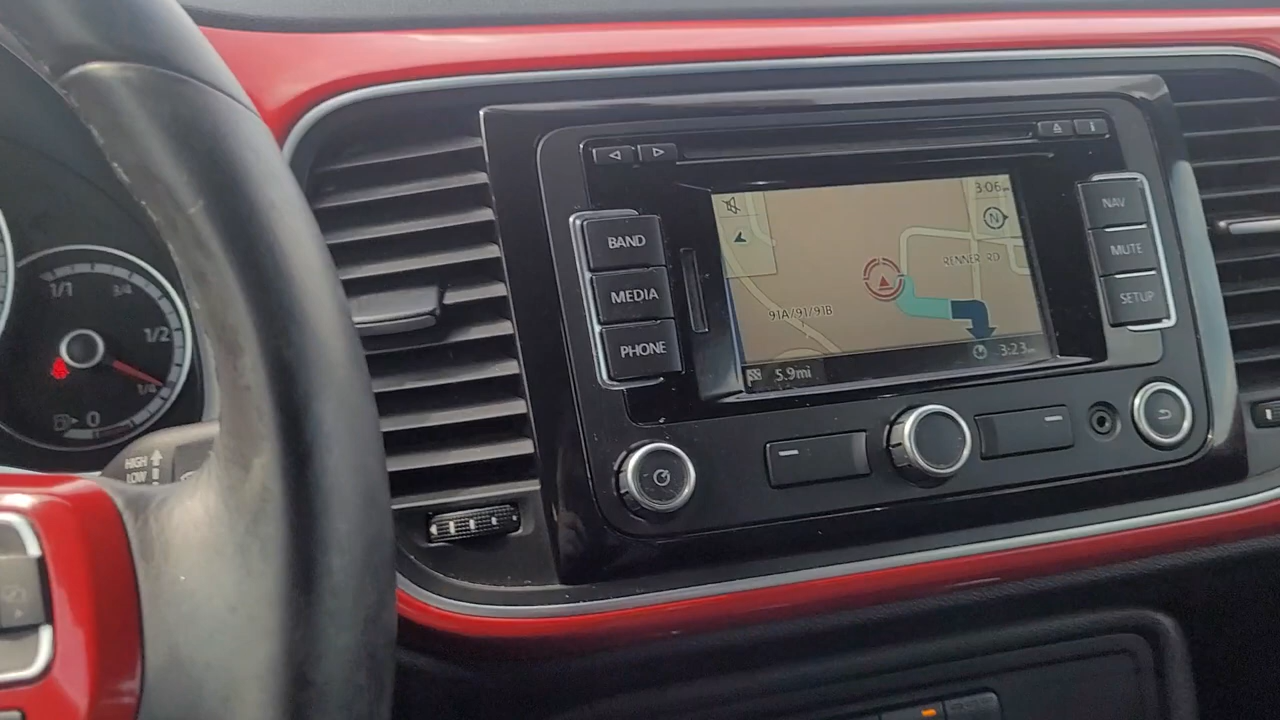 1/1
3/4
1/2
1/4
0
HIGH
LOW
BAND
MEDIA
PHONE
3:06
N
RENNER RD
91A/91/91B
3:23
5.9mi
NAV
MUTE
SETUP